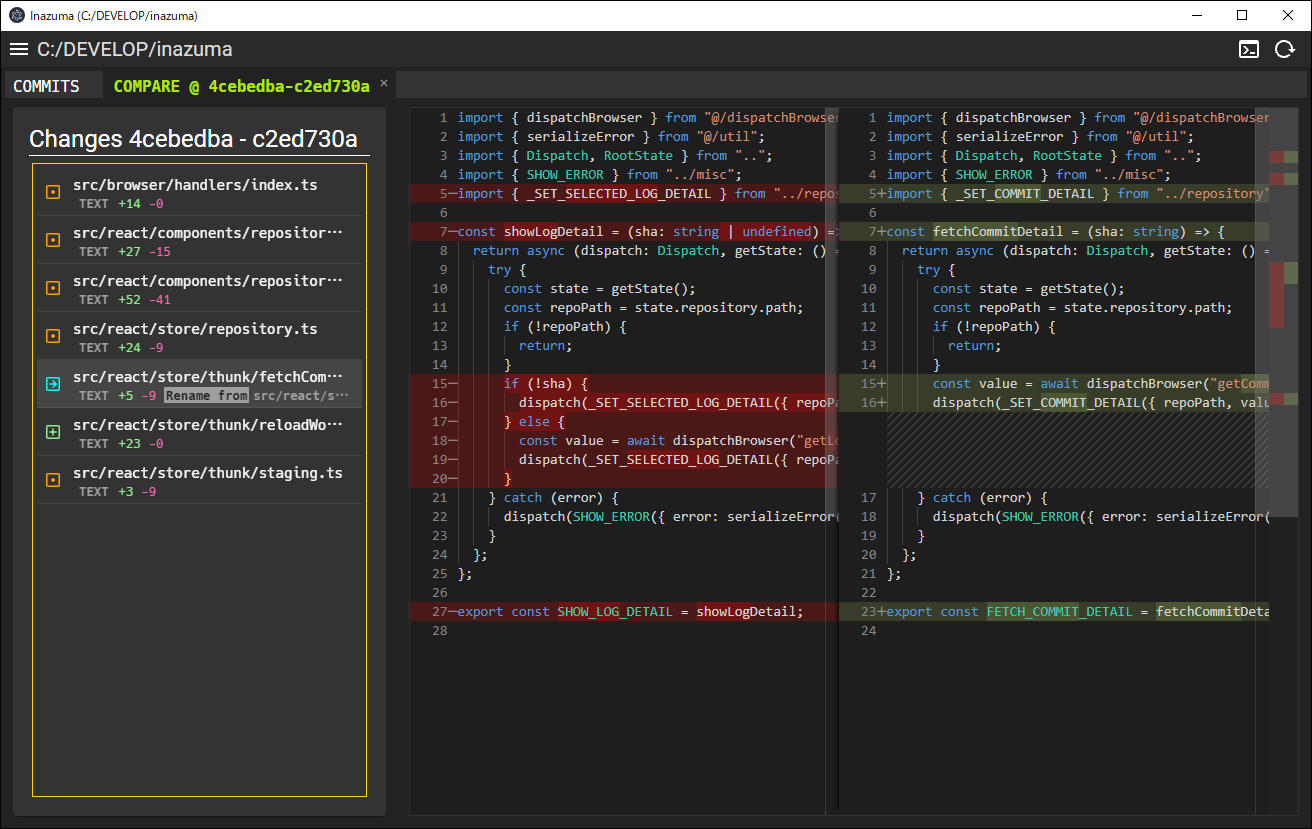 Inazuma (C:/DEVELOP/inazuma)
C:/DEVELOP/inazuma
COMMITS
COMPARE @ 4cebedba-c2ed730a ×
Changes 4cebedba - c2ed730a
src/browser/handlers/index.ts
TEXT +14 -0
src/react/components/repositor···
TEXT +27 -15
src/react/components/repositor···
TEXT +52 -41
src/react/store/repository.ts
TEXT +24 -9
src/react/store/thunk/fetchCom···
TEXT +5 -9 Rename from src/react/s···
src/react/store/thunk/reloadWo···
TEXT +23 -0
src/react/store/thunk/staging.ts
TEXT +3 -9
1 import { dispatchBrowser } from "@/dispatchBrowser
2 import { serializeError } from "@/util";
3 import { Dispatch, RootState } from "..";
4 import { SHOW_ERROR } from "../misc";
5-import { _SET_SELECTED_LOG_DETAIL } from "../repos
6
7-const showLogDetail = (sha: string | undefined) =>
8 return async (dispatch: Dispatch, getState: () =
9 try {
10 const state = getState();
11 const repoPath = state.repository.path;
12 if (!repoPath) {
13 return;
14 }
15- if (!sha) {
16- dispatch(_SET_SELECTED_LOG_DETAIL({ repoPa
17- } else {
18- const value = await dispatchBrowser("getLo
19- dispatch(_SET_SELECTED_LOG_DETAIL({ repoPa
20- }
21 } catch (error) {
22 dispatch(SHOW_ERROR({ error: serializeError(
23 }
24 };
25 };
26
27-export const SHOW_LOG_DETAIL = showLogDetail;
28
1 import { dispatchBrowser } from "@/dispatchBrowser
2 import { serializeError } from "@/util";
3 import { Dispatch, RootState } from "..";
4 import { SHOW_ERROR } from "../misc";
5+import { _SET_COMMIT_DETAIL } from "../repository"
6
7+const fetchCommitDetail = (sha: string) => {
8 return async (dispatch: Dispatch, getState: () =
9 try {
10 const state = getState();
11 const repoPath = state.repository.path;
12 if (!repoPath) {
13 return;
14 }
15+ const value = await dispatchBrowser("getComm
16+ dispatch(_SET_COMMIT_DETAIL({ repoPath, valu
17 } catch (error) {
18 dispatch(SHOW_ERROR({ error: serializeError(
19 }
20 };
21 };
22
23+export const FETCH_COMMIT_DETAIL = fetchCommitDeta
24